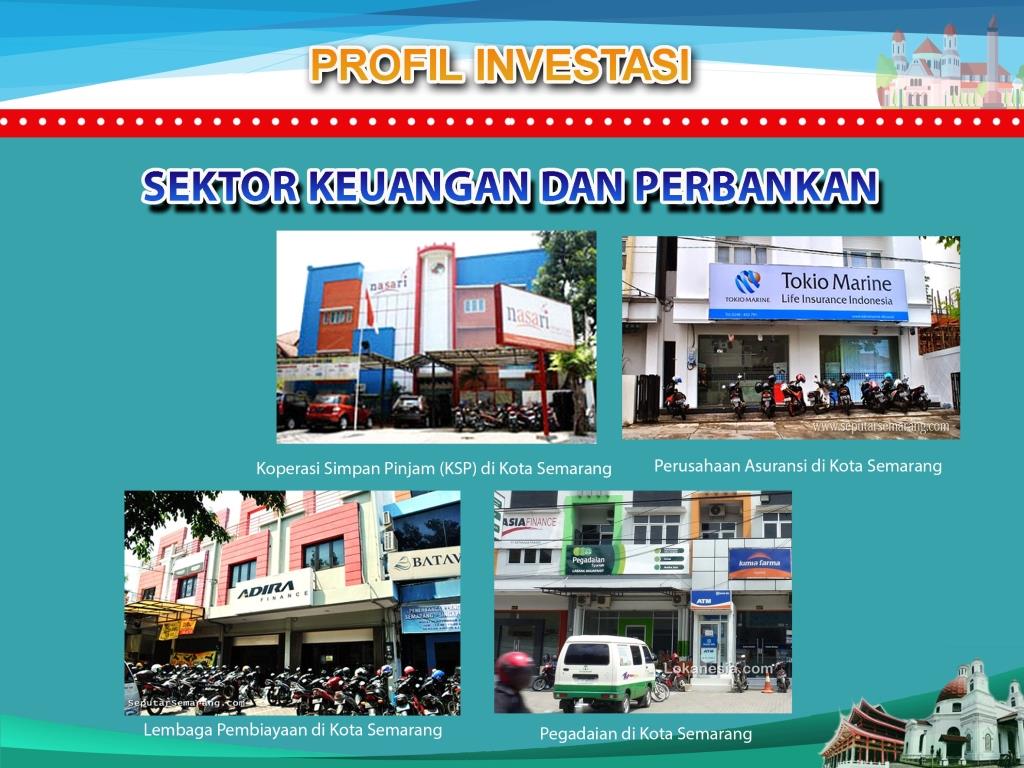 PROFIL INVESTASI
SEKTOR KEUANGAN DAN PERBANKAN
nasari
nasari
Tokio Marine
TOKIO MARINE
Life Insurance Indonesia
www.seputarsemarang.com
Koperasi Simpan Pinjam (KSP) di Kota Semarang
Perusahaan Asuransi di Kota Semarang
ADIRA
FINANCE
BATAV
SeputarSemarang.com
ASIA FINANCE
Pegadaian
Syariah
kimia farma
ATM
ATM
Lokanesia.com
Lembaga Pembiayaan di Kota Semarang
Pegadaian di Kota Semarang